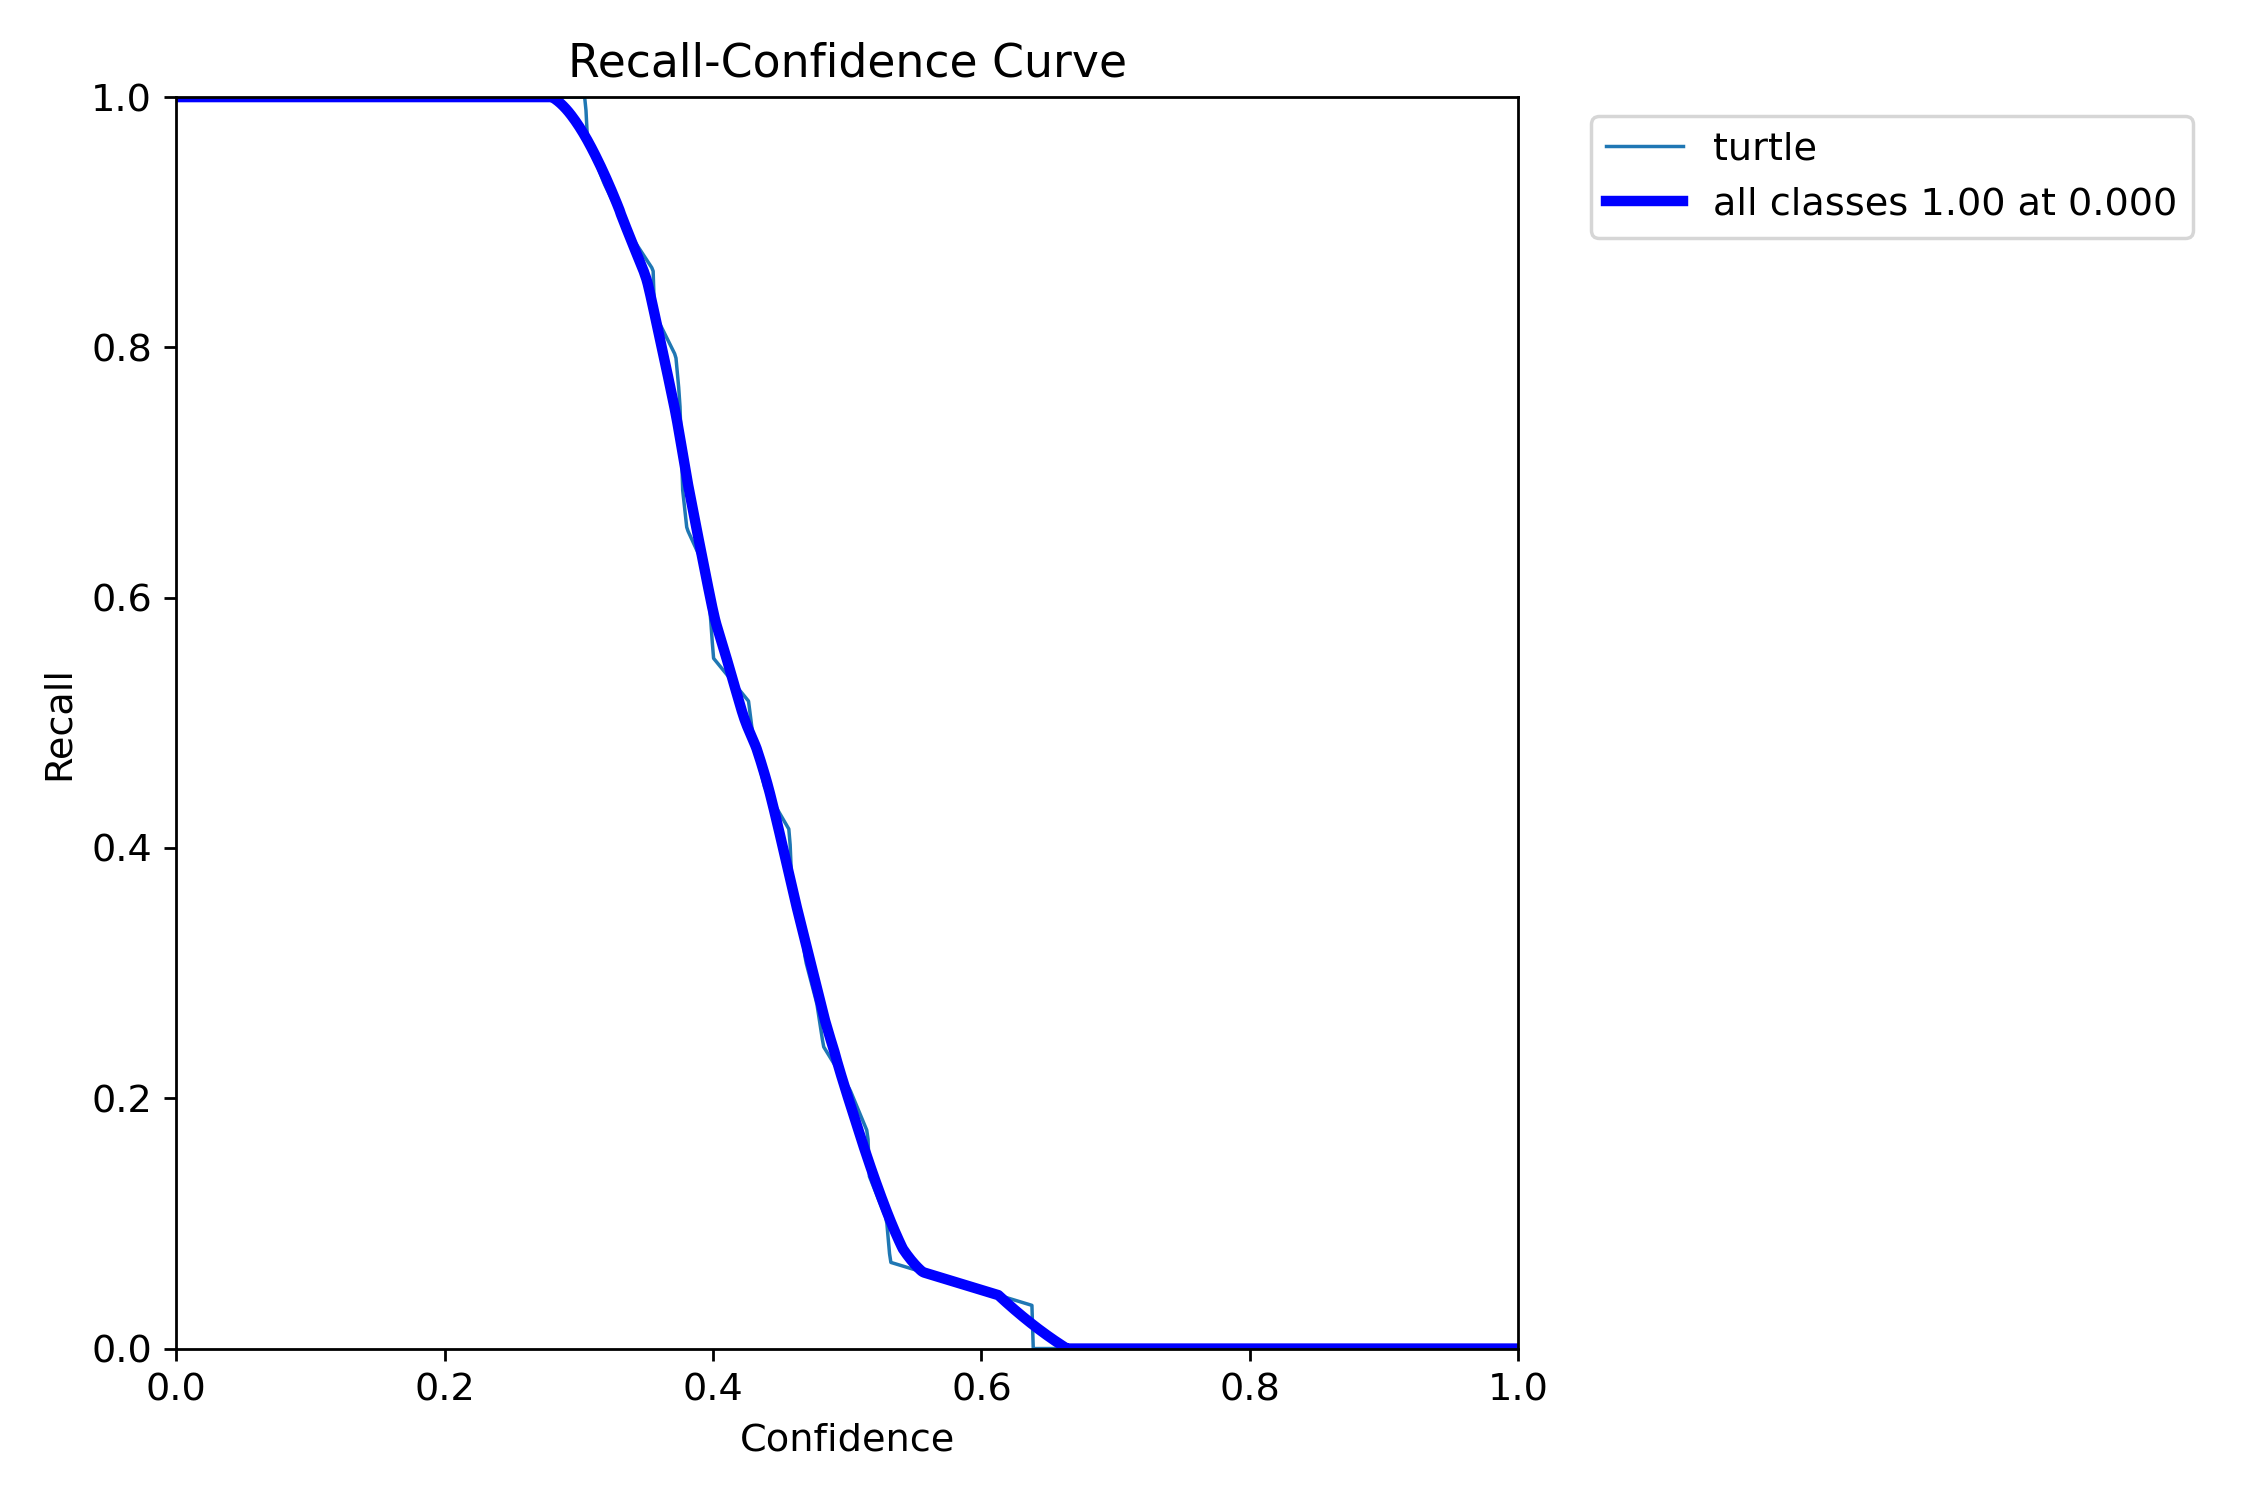 Recall-Confidence Curve
1.0
0.8
0.6
0.4
0.2
0.0
Recall
0.0 0.2 0.4 0.6 0.8 1.0
Confidence
turtle
all classes 1.00 at 0.000